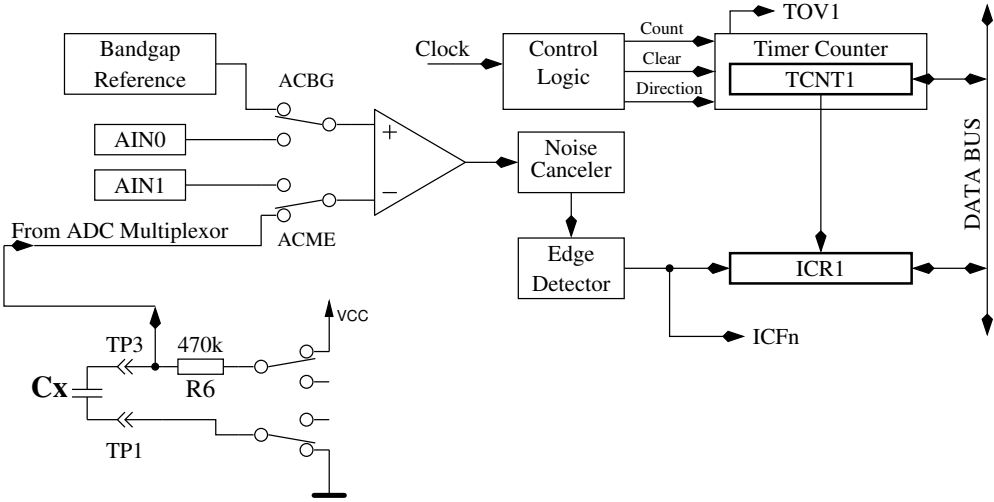 TOV1
Bandgap
Reference
Clock
Control
Logic
Count
Clear
Direction
Timer Counter
TCNT1
ACBG
AIN0
+
Noise
Canceler
AIN1
−
DATA BUS
From ADC Multiplexor
ACME
Edge
Detector
ICR1
VCC
ICFn
TP3
470k
R6
Cx
TP1